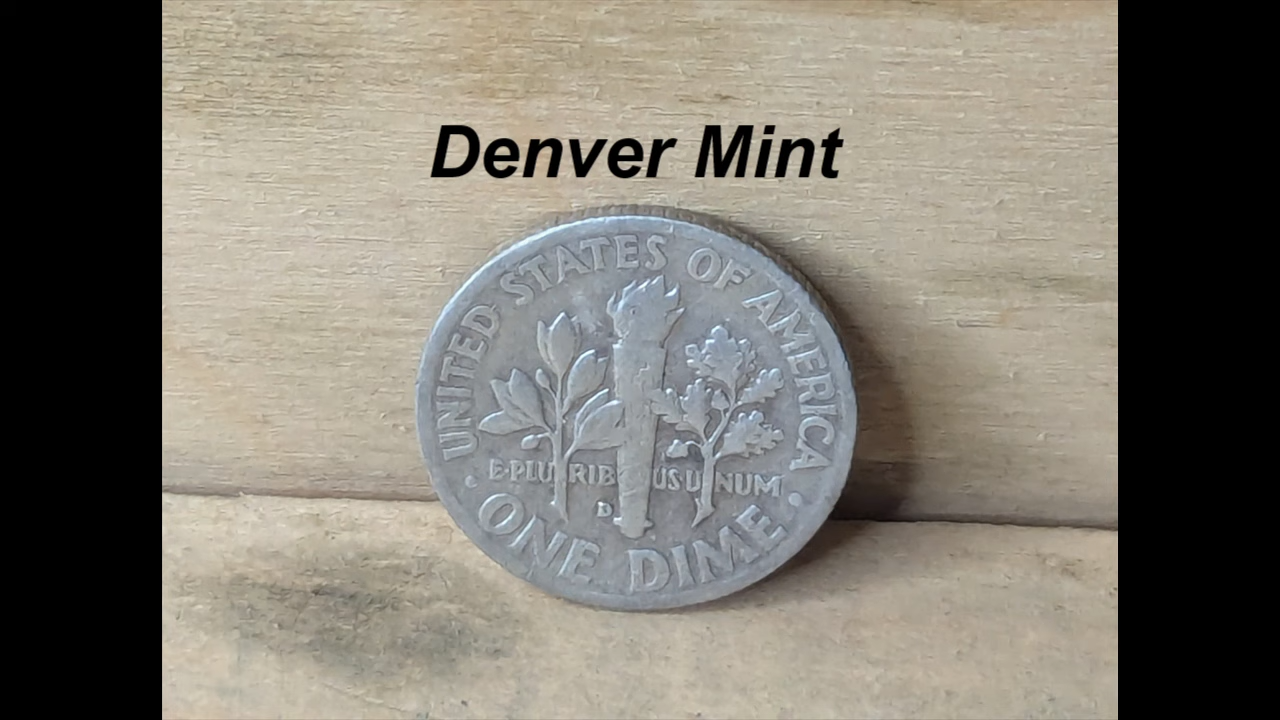 Denver Mint
UNITED STATES OF AMERICA
E·PLURIBUS UNUM
D
· ONE DIME ·